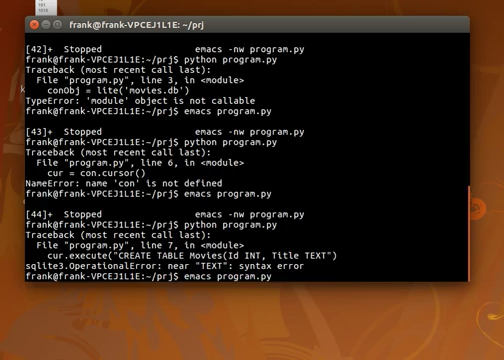 frank@frank-VPCEJ1L1E: ~/prj
[42]+  Stopped                 emacs -nw program.py
frank@frank-VPCEJ1L1E:~/prj$ python program.py
Traceback (most recent call last):
  File "program.py", line 3, in <module>
    conObj = lite('movies.db')
TypeError: 'module' object is not callable
frank@frank-VPCEJ1L1E:~/prj$ emacs program.py
[43]+  Stopped                 emacs -nw program.py
frank@frank-VPCEJ1L1E:~/prj$ python program.py
Traceback (most recent call last):
  File "program.py", line 6, in <module>
    cur = con.cursor()
NameError: name 'con' is not defined
frank@frank-VPCEJ1L1E:~/prj$ emacs program.py
[44]+  Stopped                 emacs -nw program.py
frank@frank-VPCEJ1L1E:~/prj$ python program.py
Traceback (most recent call last):
  File "program.py", line 7, in <module>
    cur.execute("CREATE TABLE Movies(Id INT, Title TEXT")
sqlite3.OperationalError: near "TEXT": syntax error
frank@frank-VPCEJ1L1E:~/prj$ emacs program.py